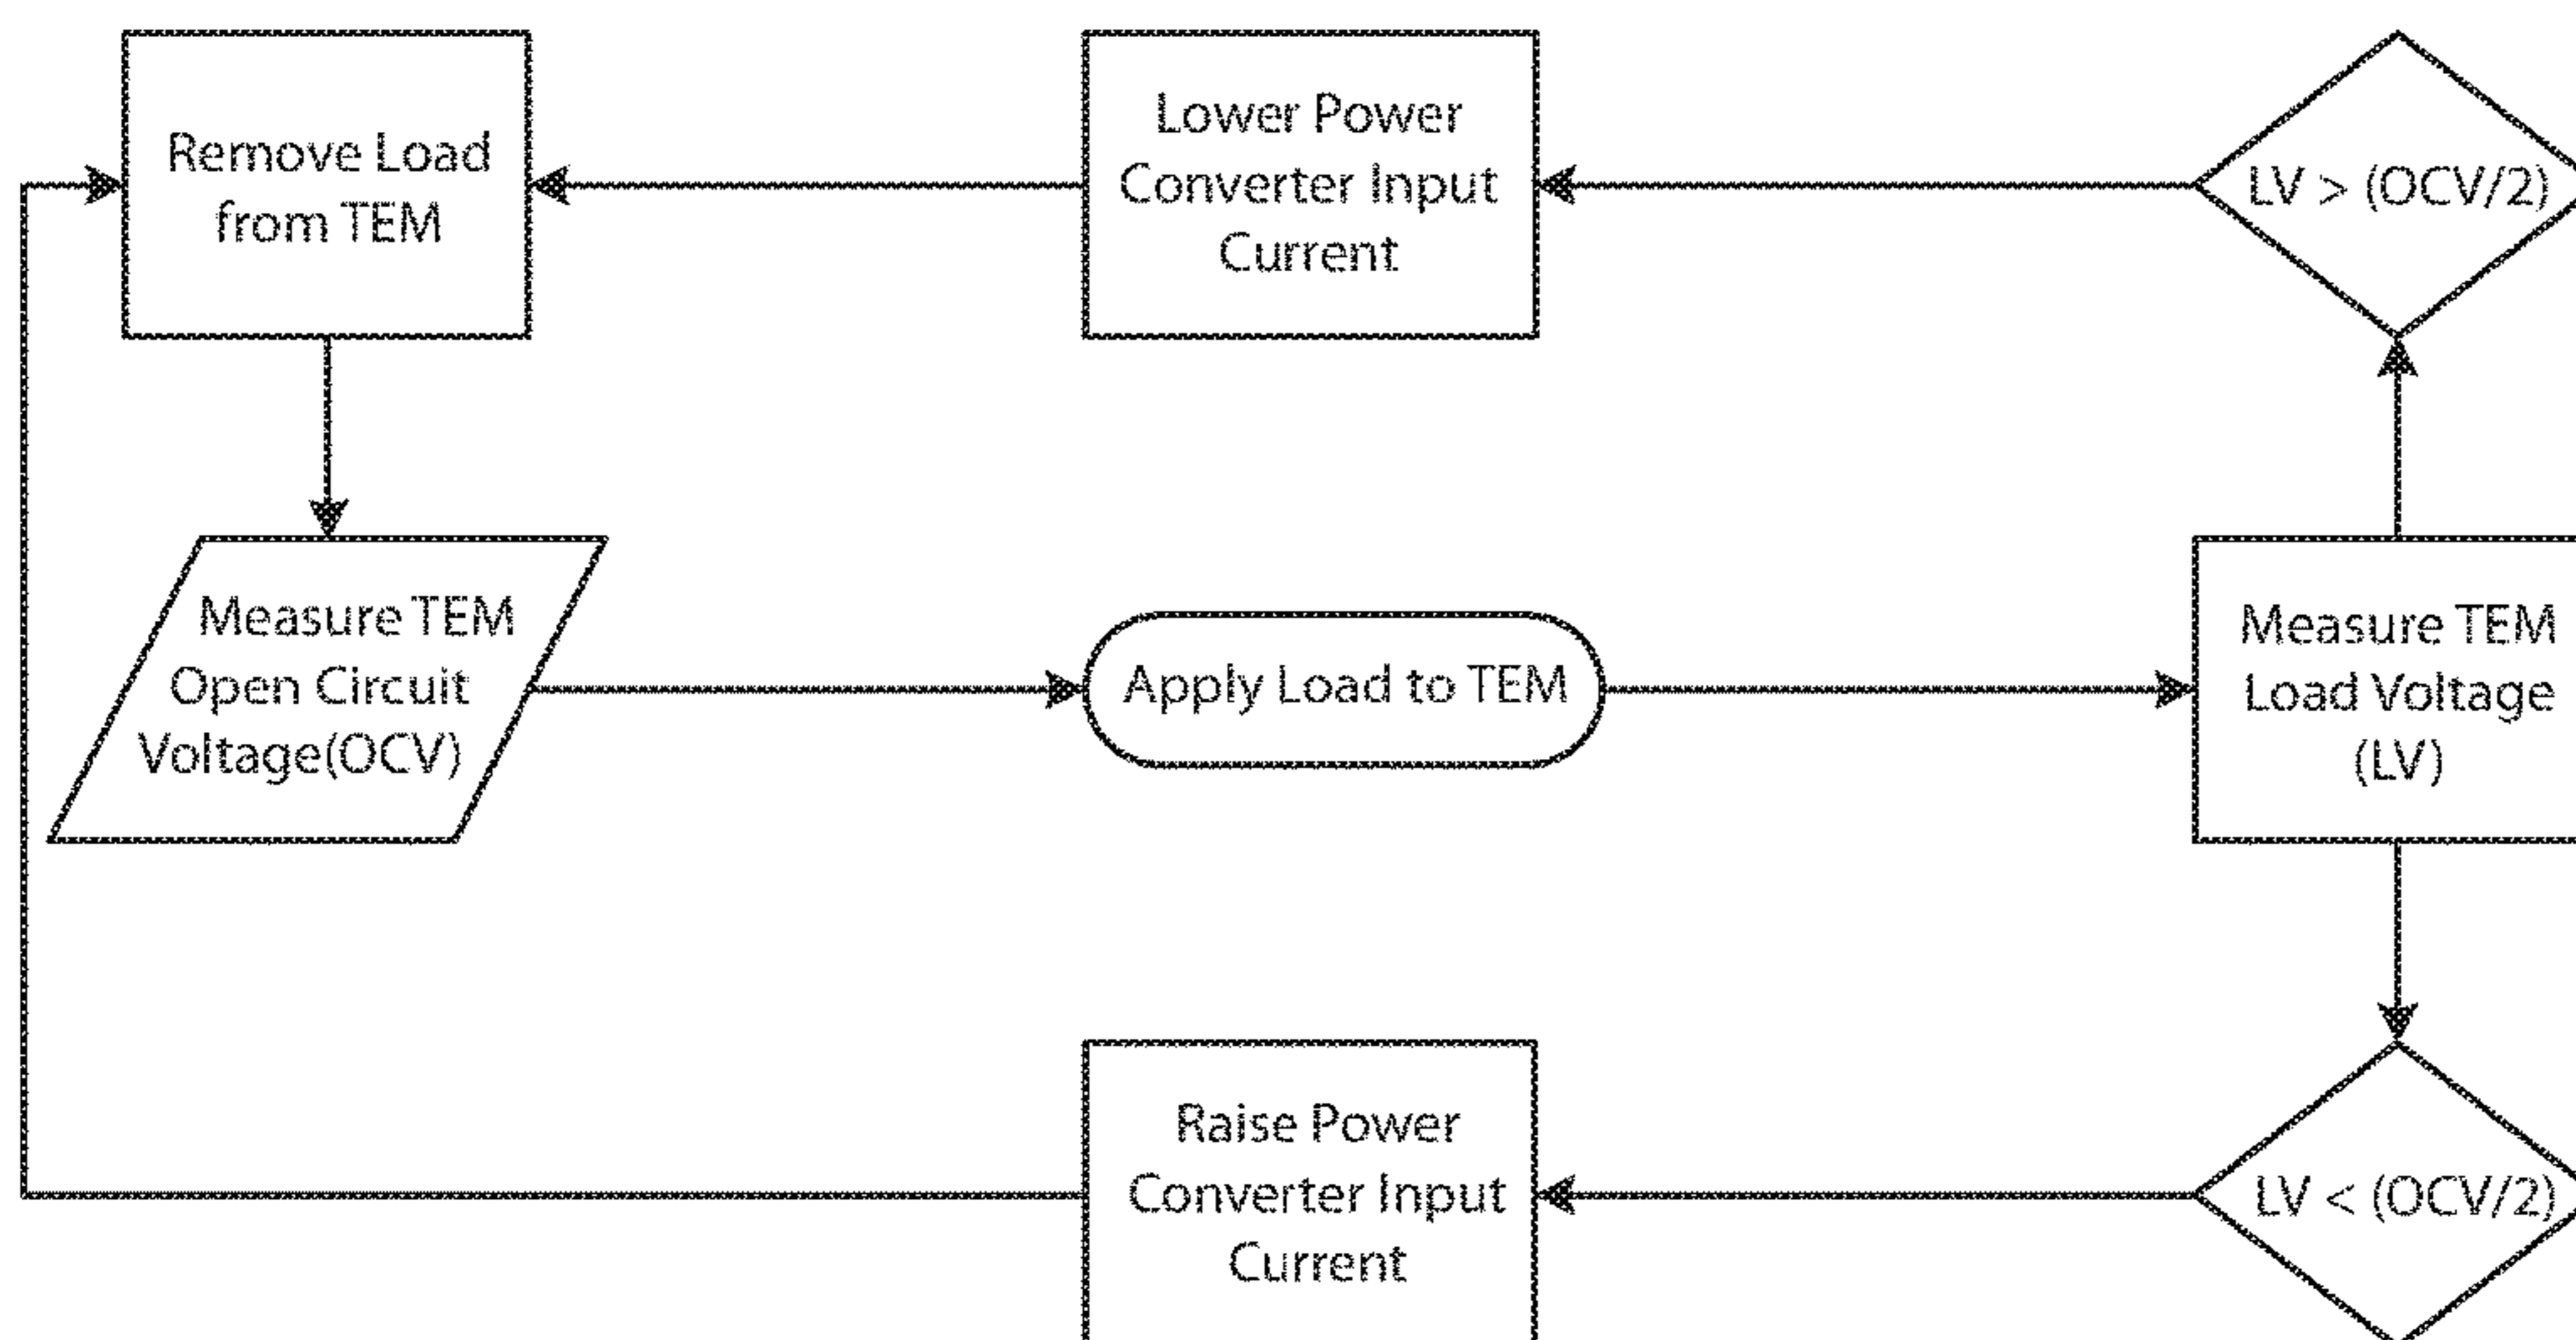 Remove Load
from TEM
Lower Power
Converter Input
Current
LV > (OCV/2)
Measure TEM
Open Circuit
Voltage(OCV)
Apply Load to TEM
Measure TEM
Load Voltage
(LV)
Raise Power
Converter Input
Current
LV < (OCV/2)